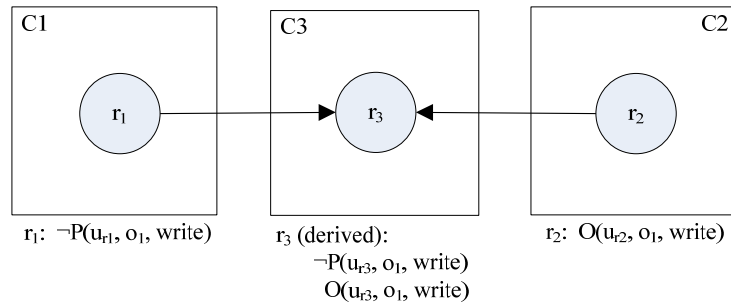 C1
C3
C2
r₁
r₃
r₂
r₁: ¬P(uᵣ₁, o₁, write)
r₃ (derived):
¬P(uᵣ₃, o₁, write)
O(uᵣ₃, o₁, write)
r₂: O(uᵣ₂, o₁, write)